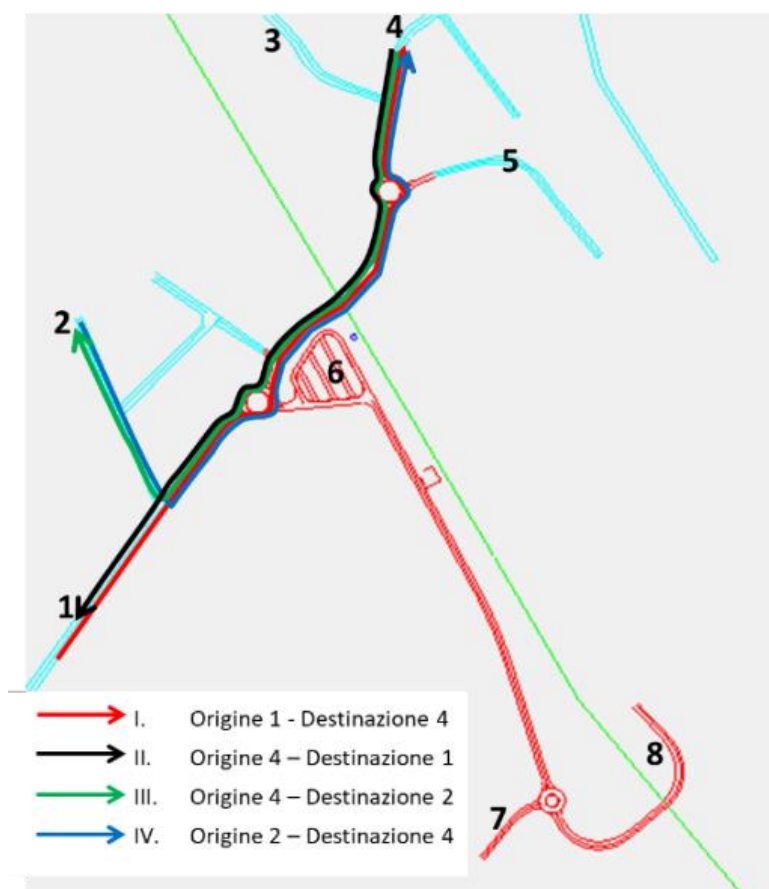 3
4
5
2
6
1
8
7
I. Origine 1 - Destinazione 4
II. Origine 4 – Destinazione 1
III. Origine 4 – Destinazione 2
IV. Origine 2 – Destinazione 4